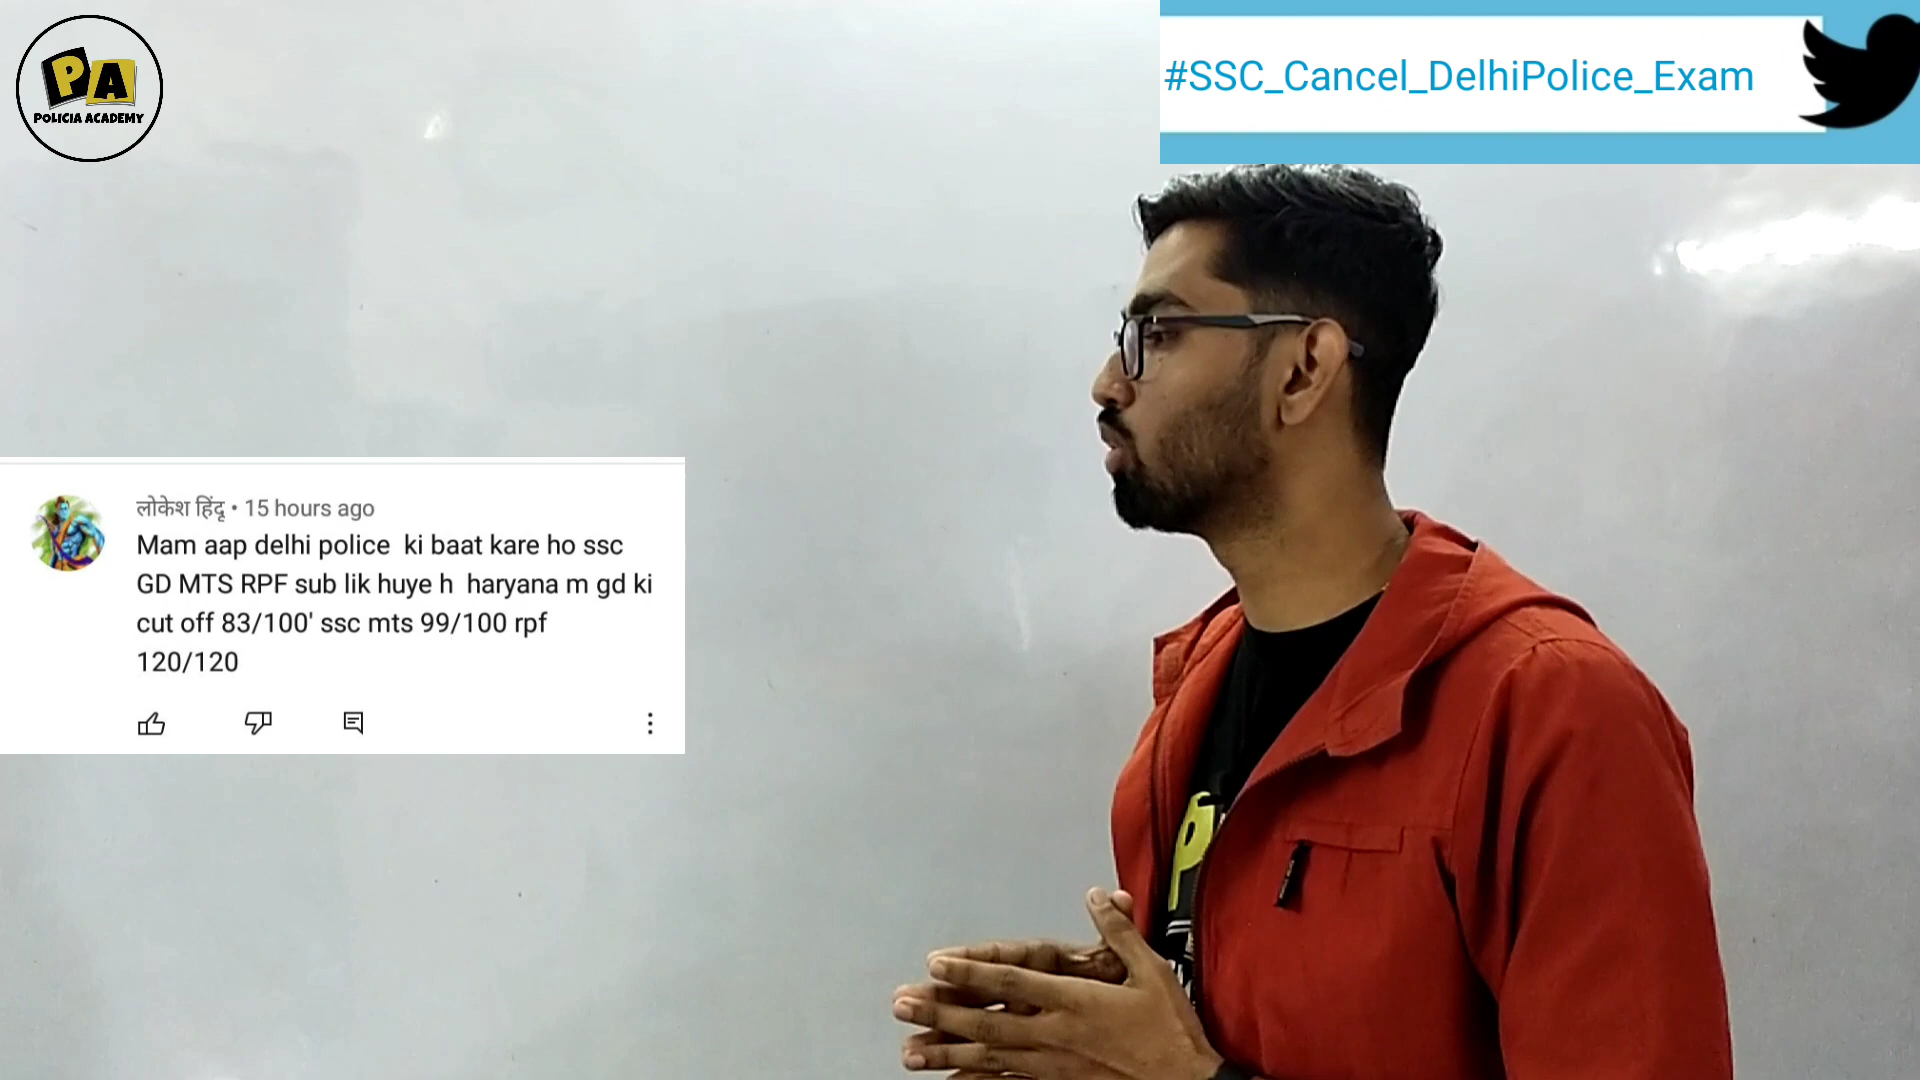 PA
POLICIA ACADEMY
#SSC_Cancel_DelhiPolice_Exam
लोकेश हिंदू • 15 hours ago
Mam aap delhi police ki baat kare ho ssc
GD MTS RPF sub lik huye h haryana m gd ki
cut off 83/100' ssc mts 99/100 rpf
120/120
P